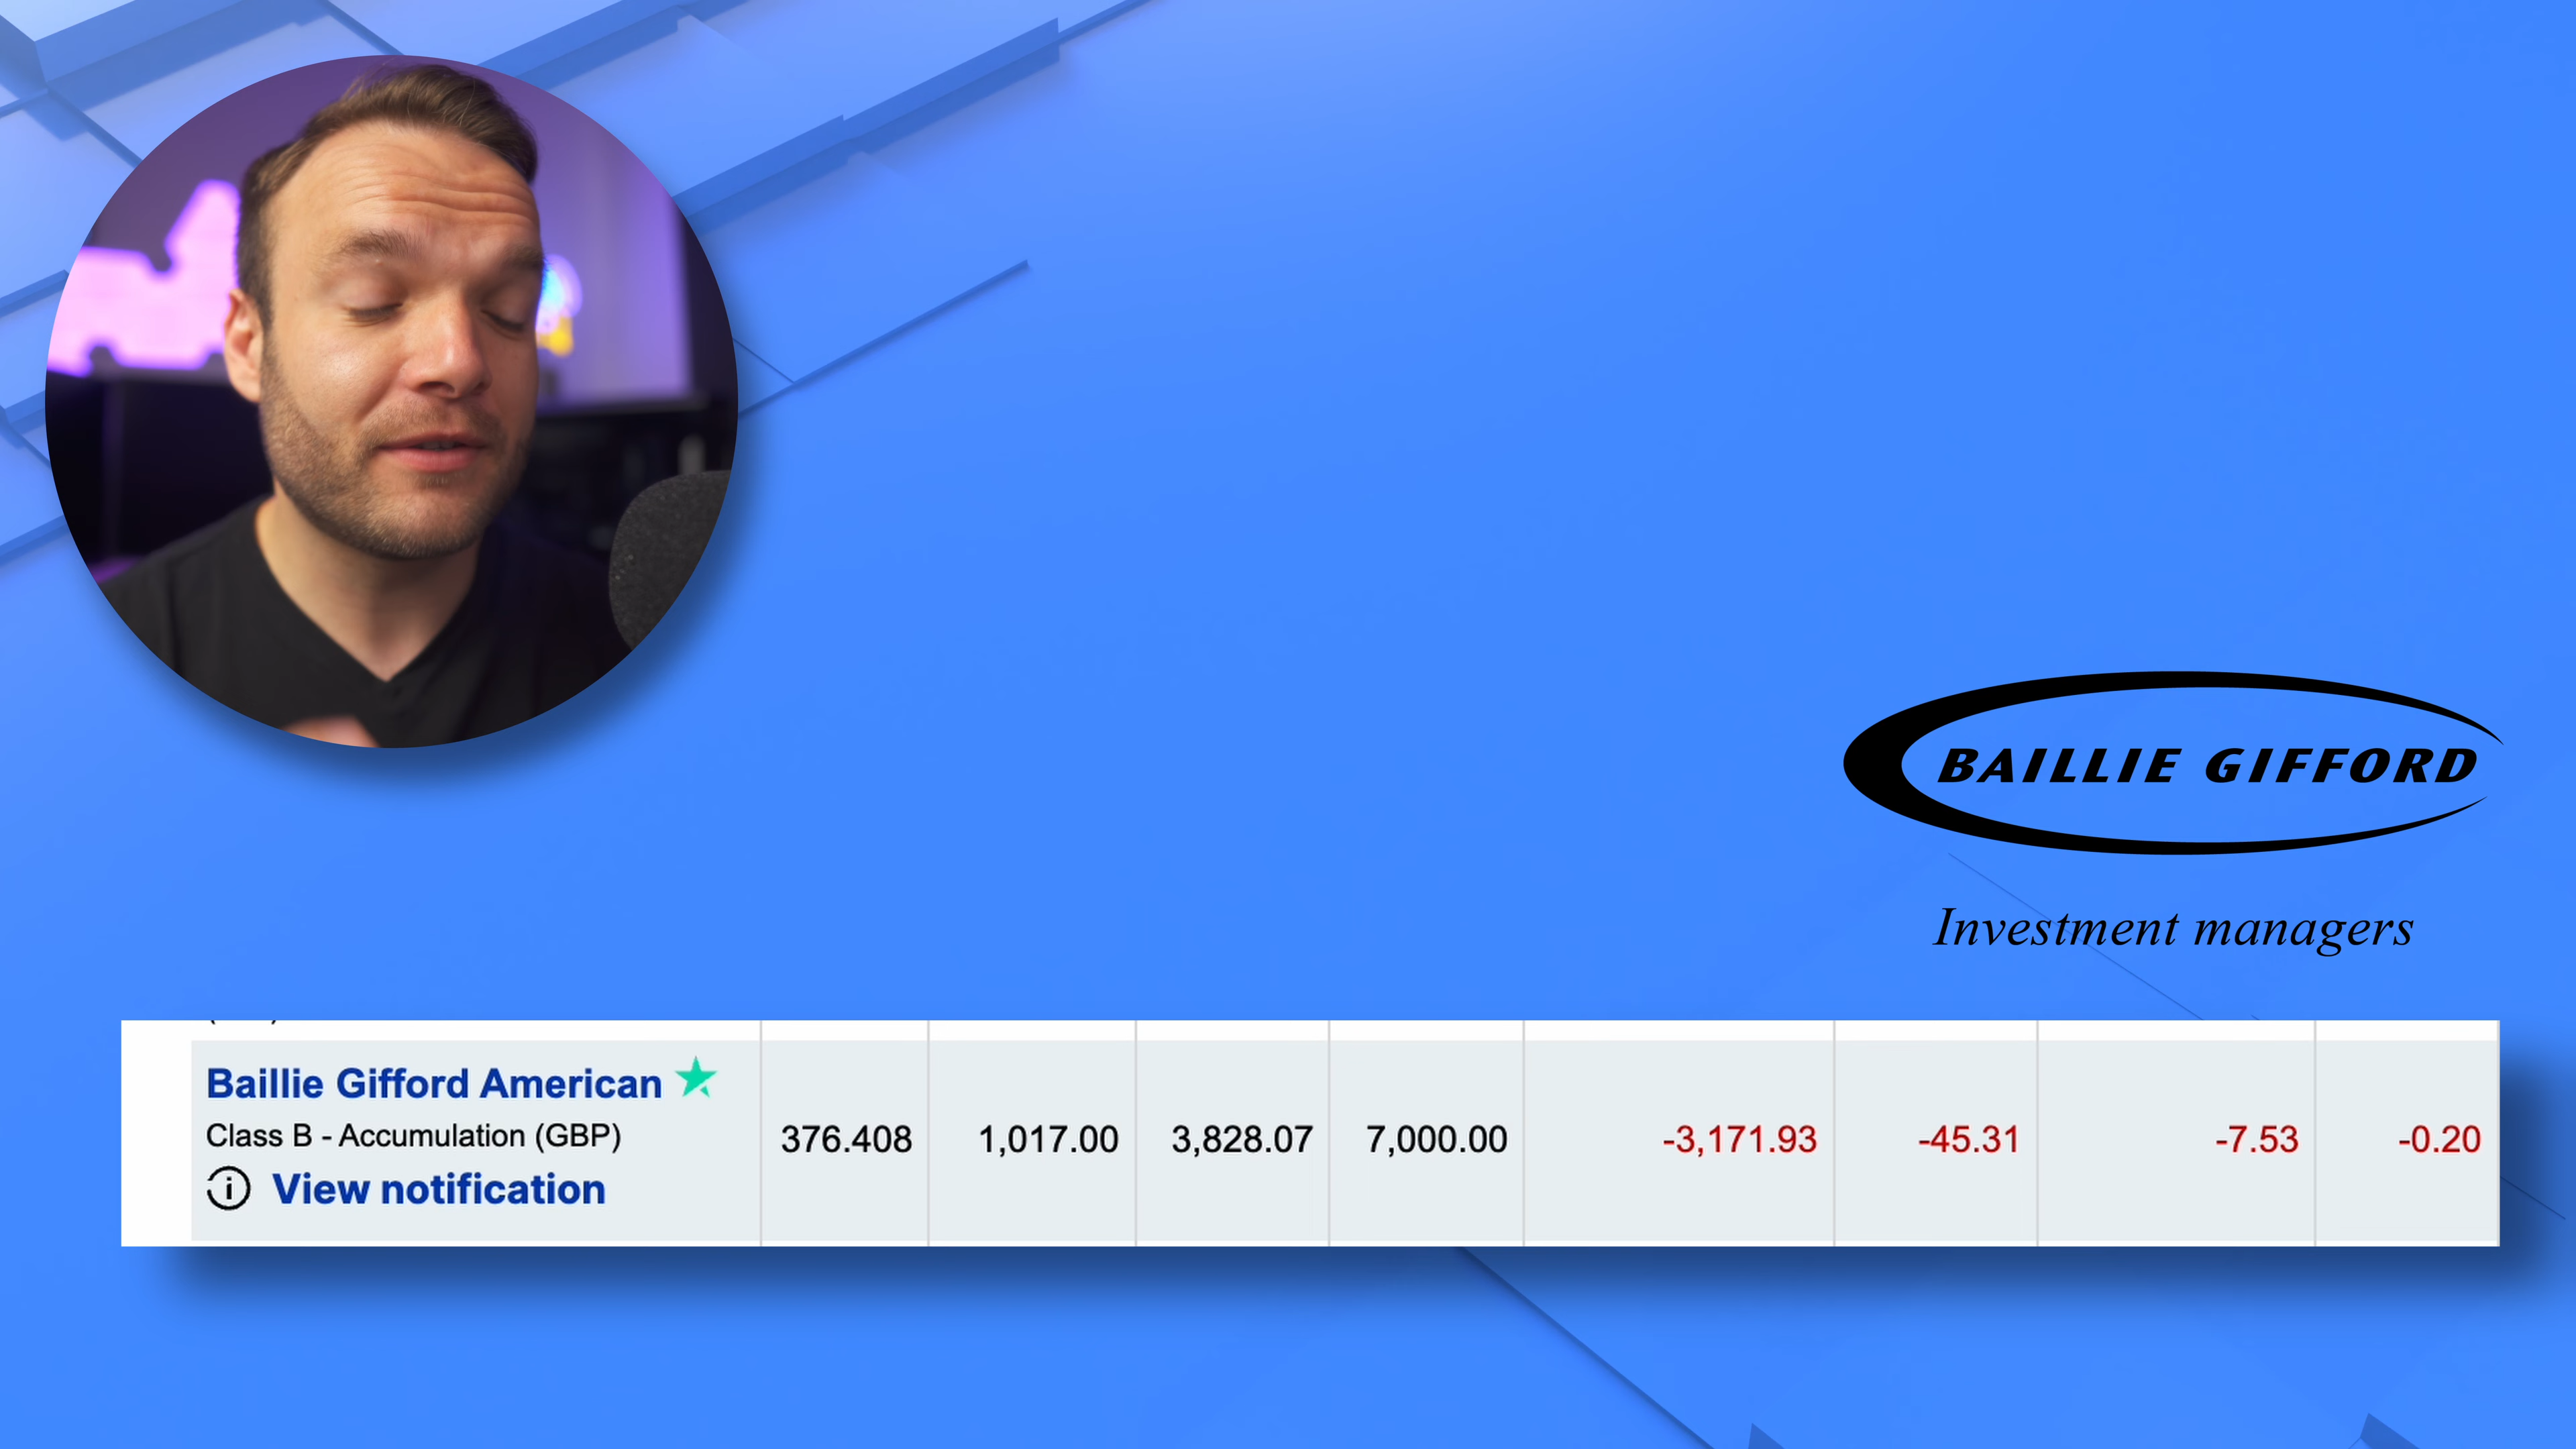 BAILLIE GIFFORD
Investment managers
Baillie Gifford American
Class B - Accumulation (GBP)
376.408 1,017.00 3,828.07 7,000.00 -3,171.93 -45.31 -7.53 -0.20
View notification